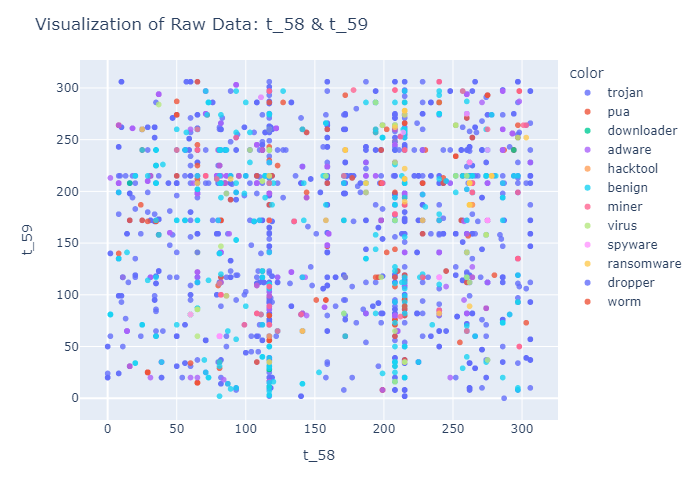 Visualization of Raw Data: t_58 & t_59
color
trojan
pua
downloader
adware
hacktool
benign
miner
virus
spyware
ransomware
dropper
worm
t_59
300
250
200
150
100
50
0
0 50 100 150 200 250 300
t_58